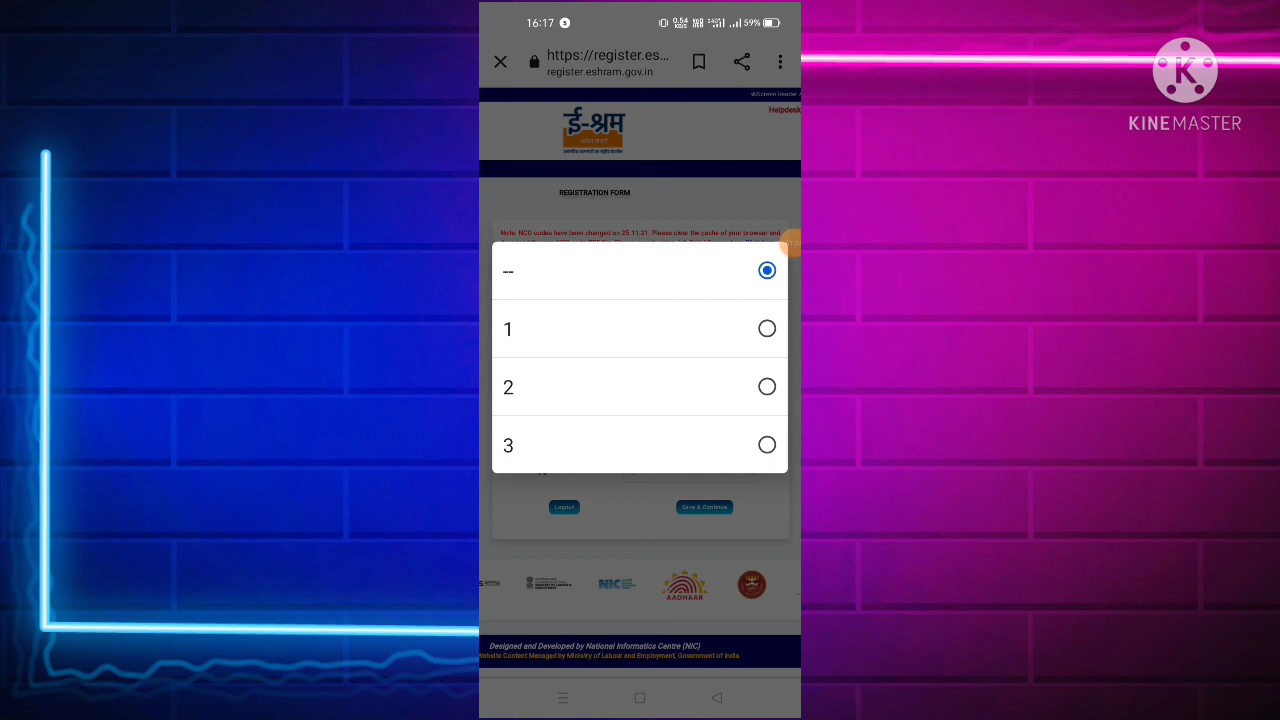 16:17
59%
https://register.es...
register.eshram.gov.in
Screen Reader
Helpdesk
ई-श्रम
REGISTRATION FORM
Note: NCO codes have been changed on 25.11.21. Please clear the cache of your browser and
--
1
2
3
Logout
Save & Continue
NIC
AADHAAR
Designed and Developed by National Informatics Centre (NIC)
Website Content Managed by Ministry of Labour and Employment, Government of India
K
KINEMASTER